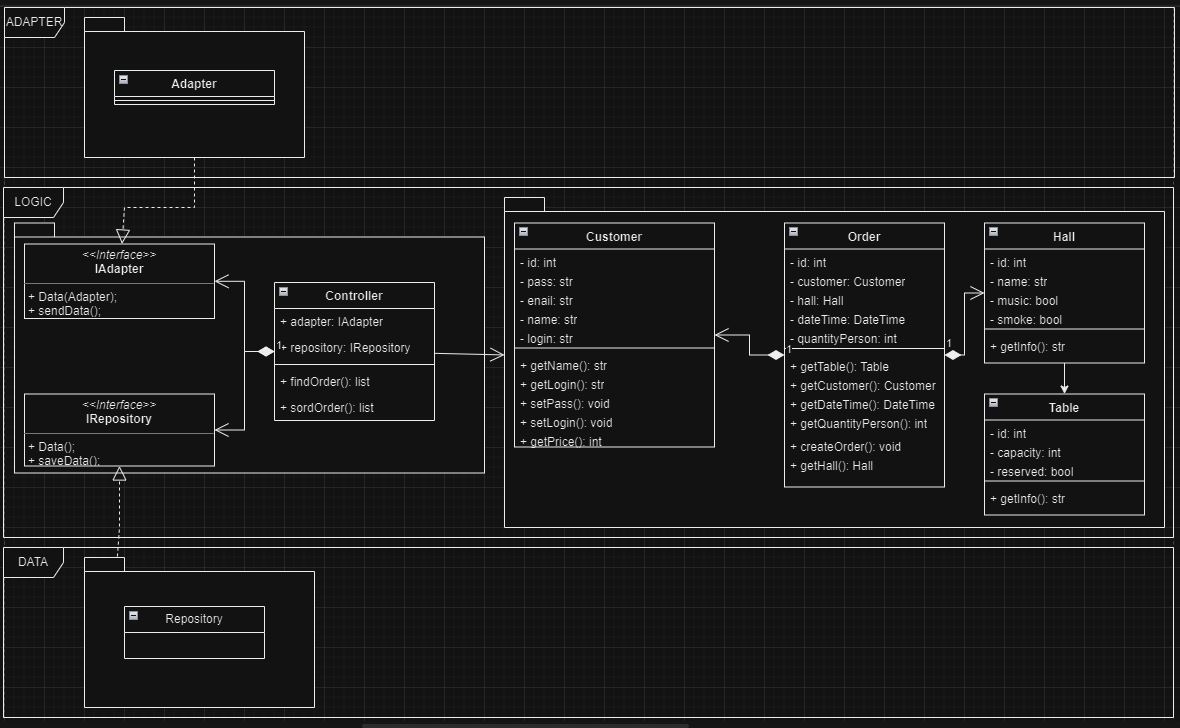 ADAPTER
Adapter
LOGIC
<<Interface>>
IAdapter
+ Data(Adapter);
+ sendData();
Controller
+ adapter: IAdapter
1
+ repository: IRepository
+ findOrder(): list
+ sordOrder(): list
<<Interface>>
IRepository
+ Data();
+ saveData();
Customer
- id: int
- pass: str
- enail: str
- name: str
- login: str
+ getName(): str
+ getLogin(): str
+ setPass(): void
+ setLogin(): void
+ getPrice(): int
Order
- id: int
- customer: Customer
- hall: Hall
- dateTime: DateTime
- quantityPerson: int
1
1
+ getTable(): Table
+ getCustomer(): Customer
+ getDateTime(): DateTime
+ getQuantityPerson(): int
+ createOrder(): void
+ getHall(): Hall
Hall
- id: int
- name: str
- music: bool
- smoke: bool
+ getInfo(): str
Table
- id: int
- capacity: int
- reserved: bool
+ getInfo(): str
DATA
Repository